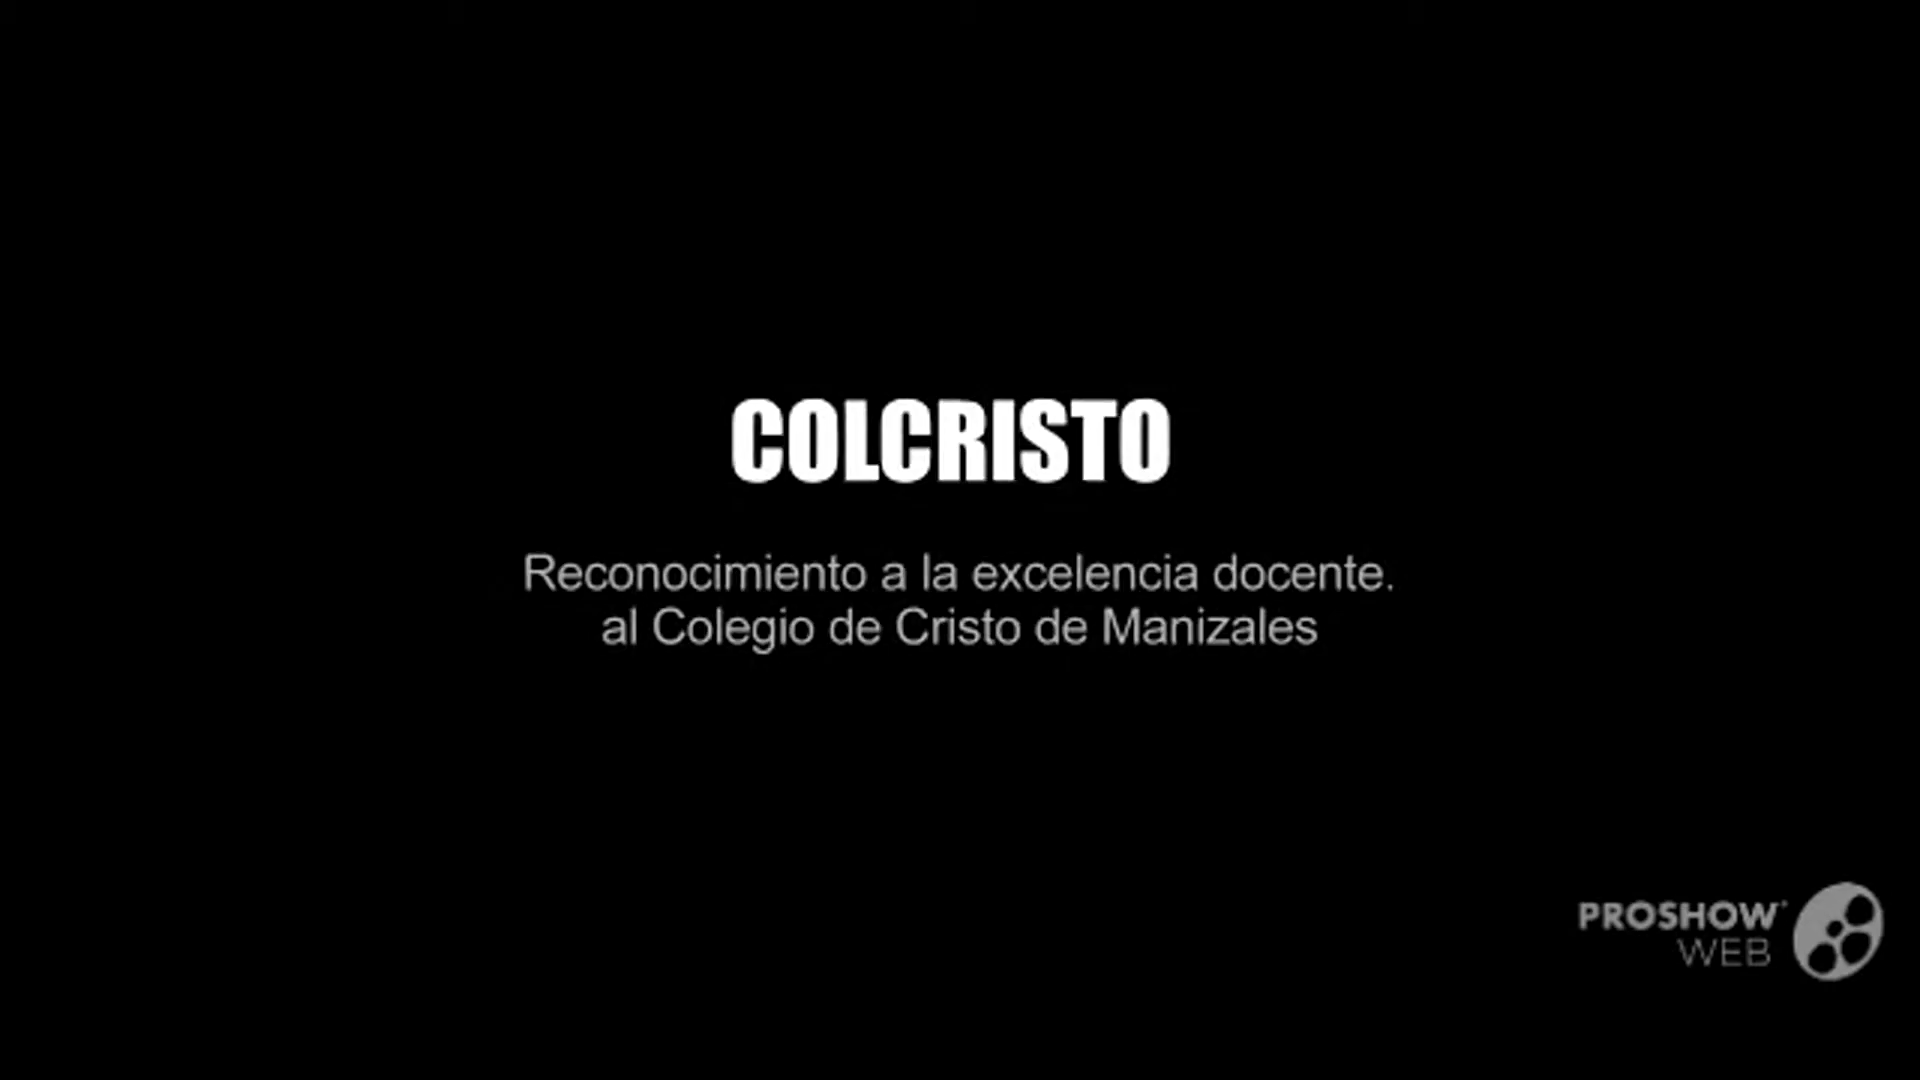 COLCRISTO
Reconocimiento a la excelencia docente.
al Colegio de Cristo de Manizales
PROSHOW
WEB